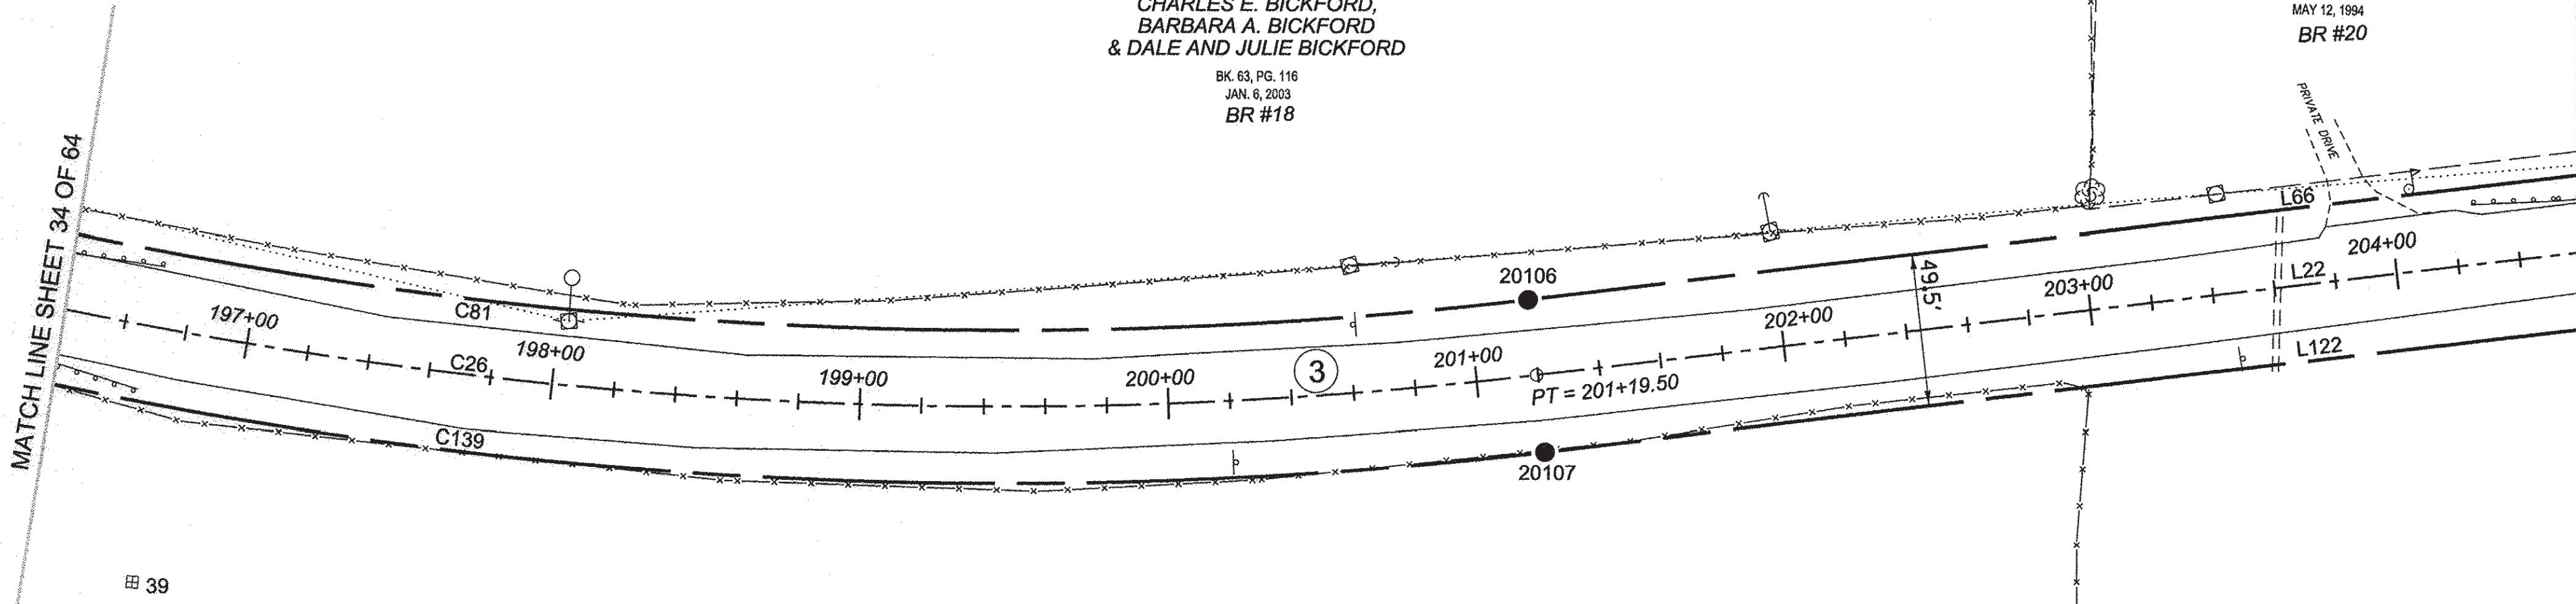 CHARLES E. BICKFORD,
BARBARA A. BICKFORD
& DALE AND JULIE BICKFORD
BK. 63, PG. 116
JAN. 6, 2003
BR #18
MAY 12, 1994
BR #20
PRIVATE DRIVE
MATCH LINE SHEET 34 OF 64
L66
204+00
L22
203+00
49.5'
L122
20106
202+00
201+00
PT = 201+19.50
3
200+00
199+00
198+00
197+00
C81
C26
C139
20107
39